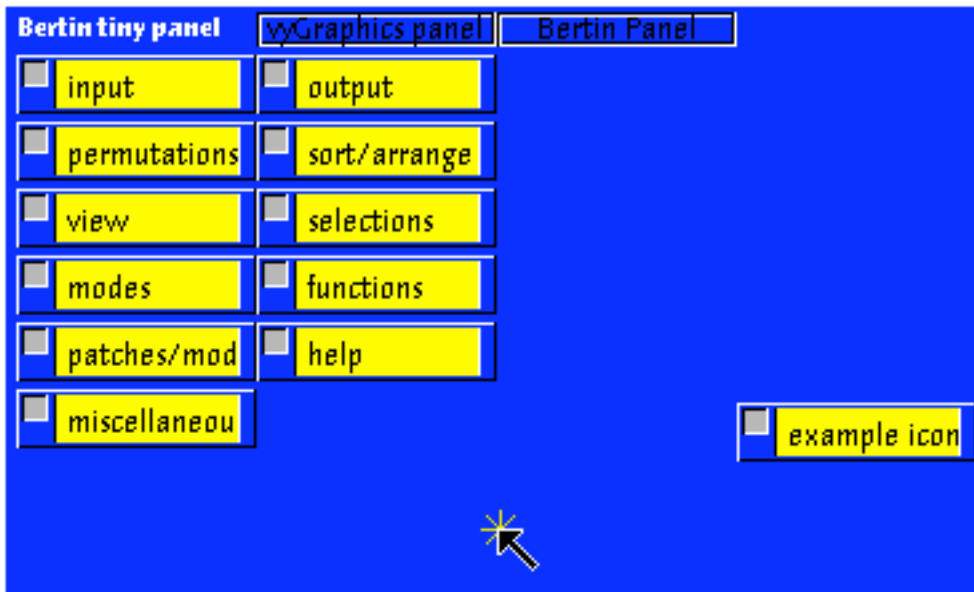 Bertin tiny panel vyGraphics panel Bertin Panel
input output
permutations sort/arrange
view selections
modes functions
patches/mod help
miscellaneou
example icon